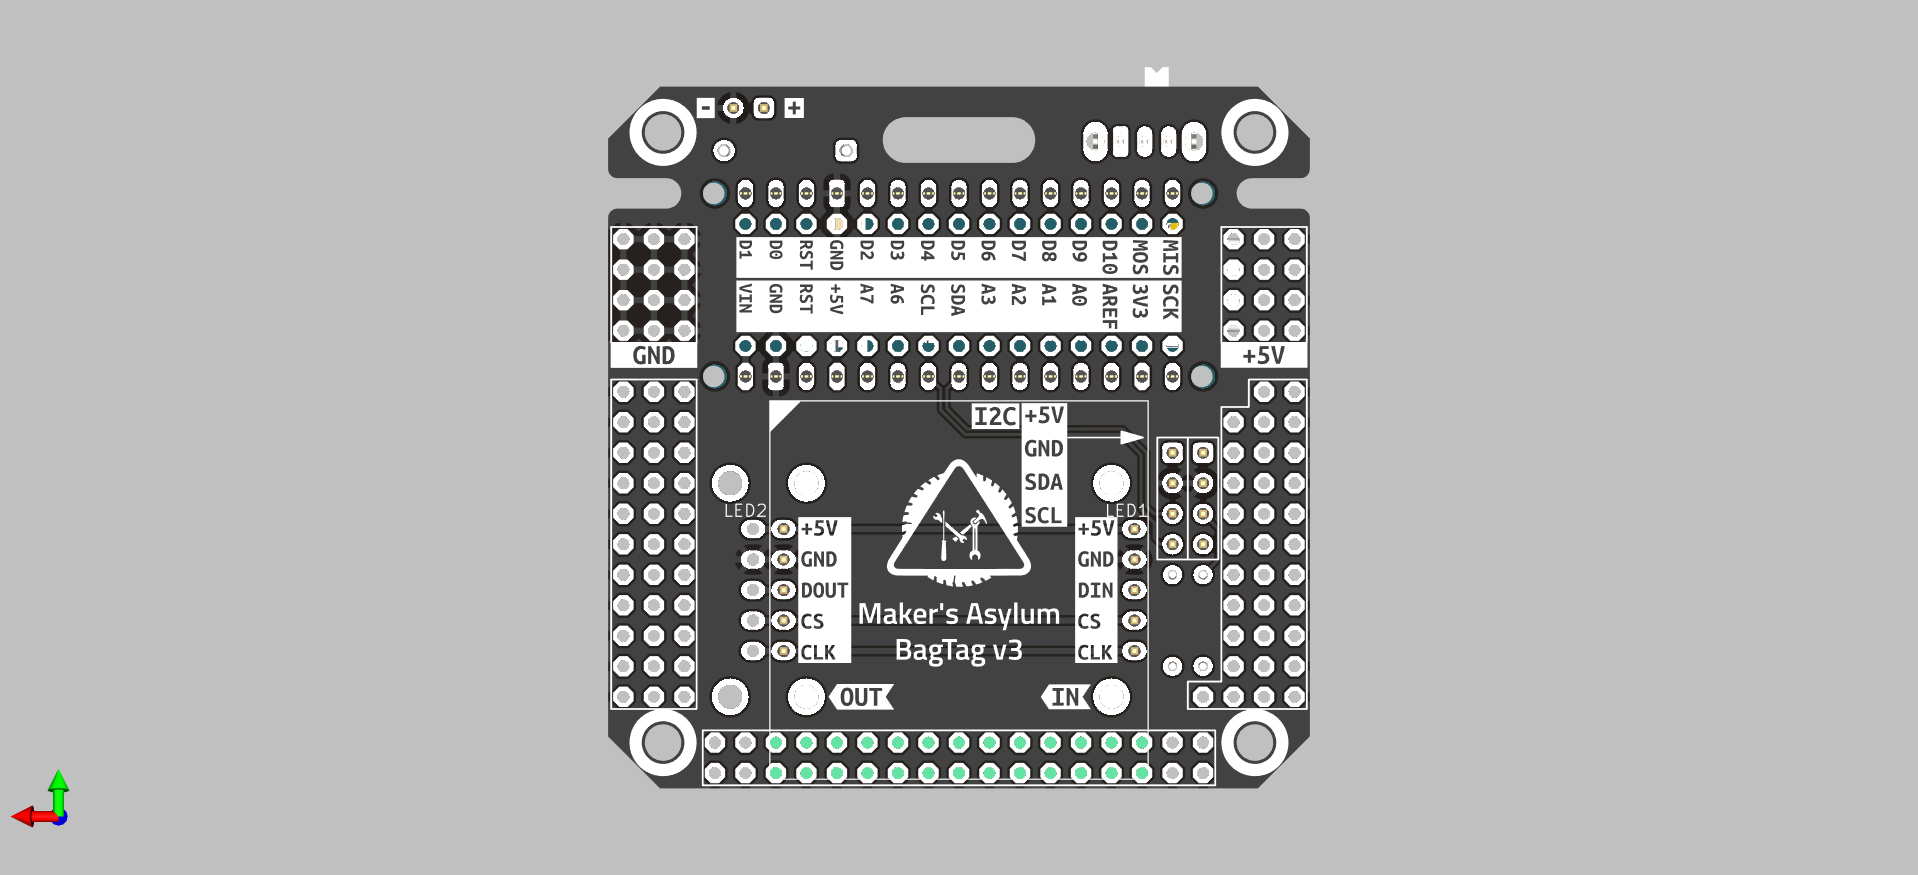 - +
D1 D0 RST GND D2 D3 D4 D5 D6 D7 D8 D9 D10 MOS MIS
VIN GND RST +5V A7 A6 SCL SDA A3 A2 A1 A0 AREF 3V3 SCK
GND
+5V
I2C +5V
GND
SDA
SCL
LED2
LED1
+5V
GND
DOUT
CS
CLK
+5V
GND
DIN
CS
CLK
Maker's Asylum
BagTag v3
OUT
IN